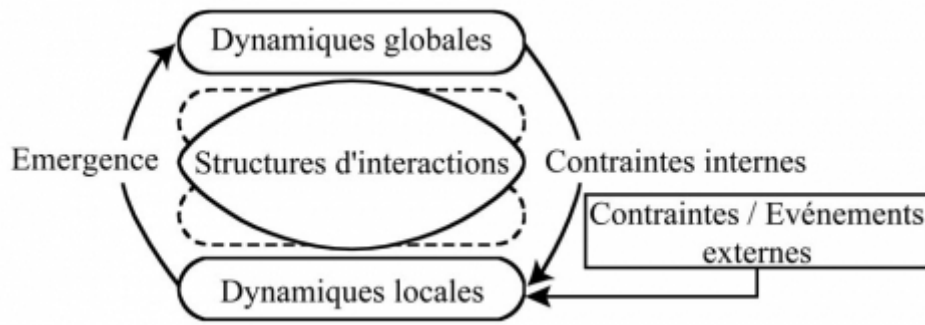 Dynamiques globales
Emergence
Structures d'interactions
Contraintes internes
Contraintes / Evénements
externes
Dynamiques locales